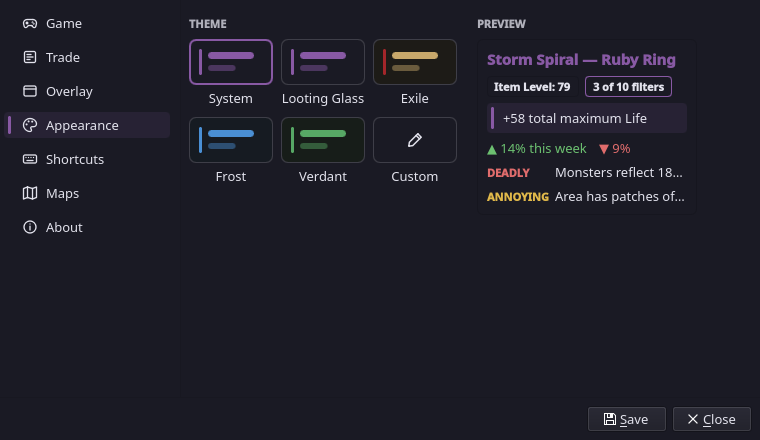 Game
Trade
Overlay
Appearance
Shortcuts
Maps
About
THEME
System
Looting Glass
Exile
Frost
Verdant
Custom
PREVIEW
Storm Spiral — Ruby Ring
Item Level: 79 3 of 10 filters
+58 total maximum Life
▲ 14% this week ▼ 9%
DEADLY Monsters reflect 18...
ANNOYING Area has patches of...
Save Close